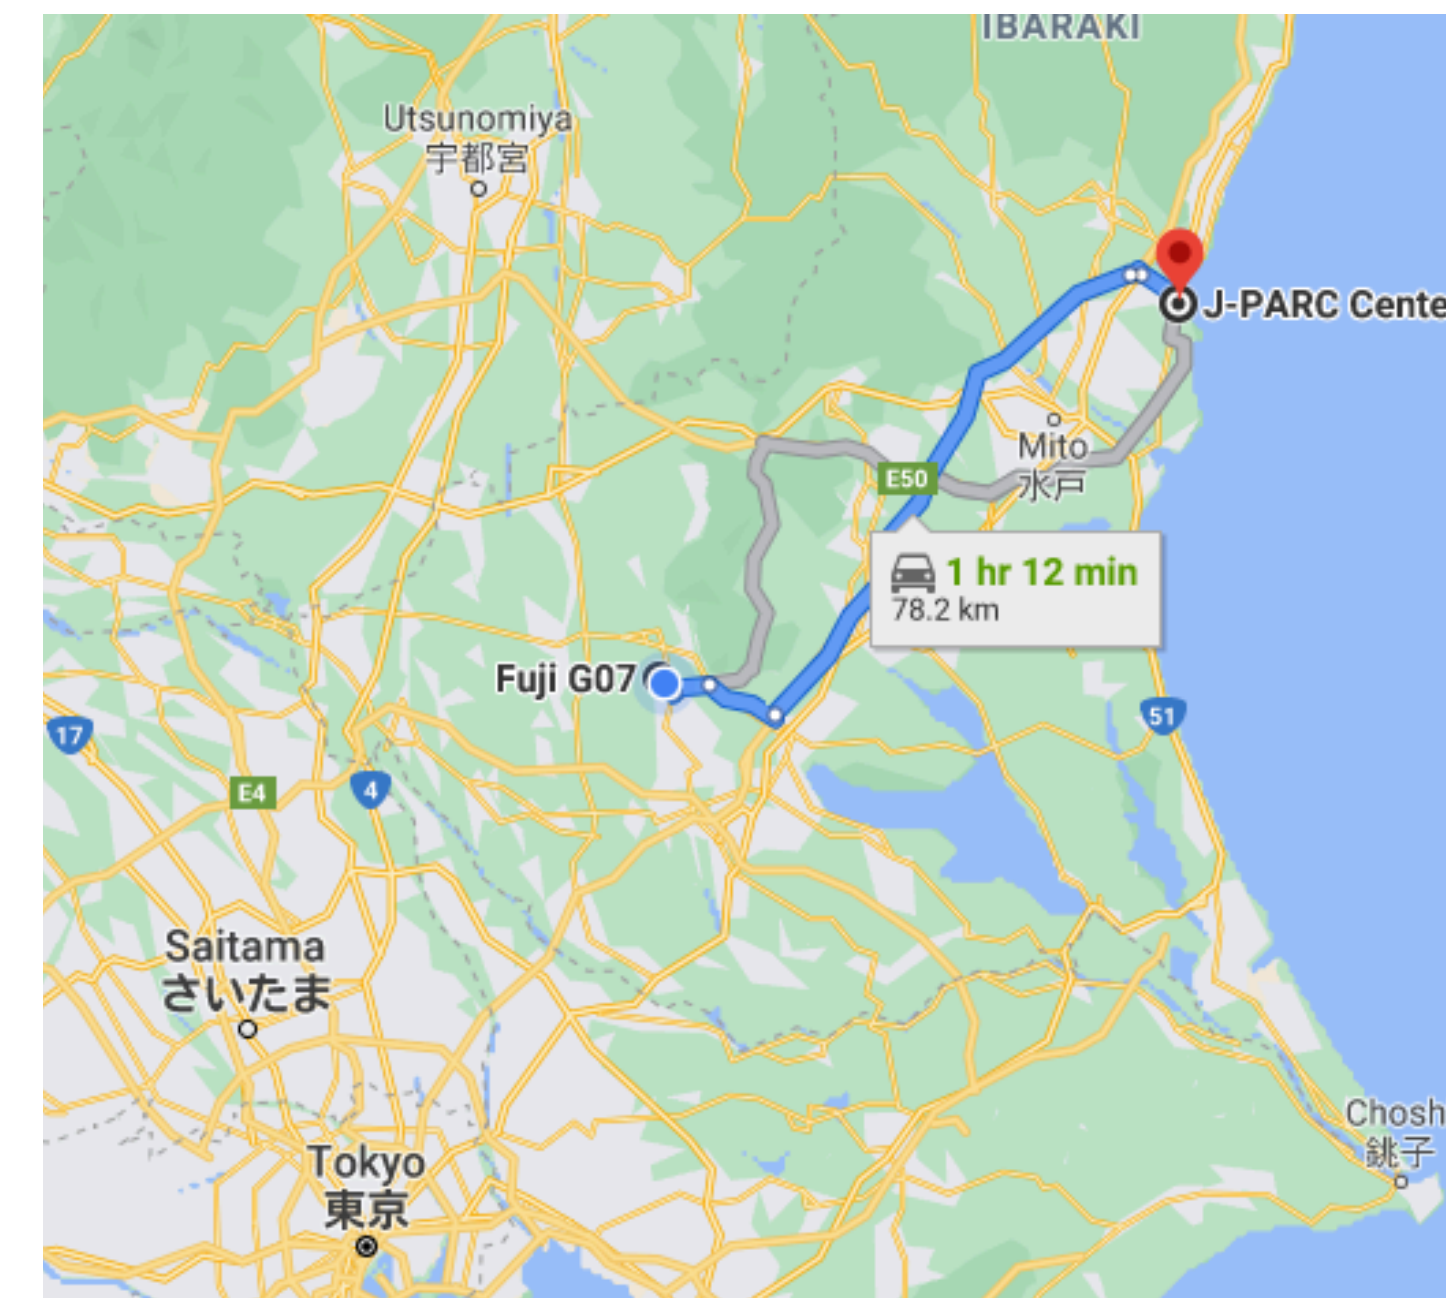 IBARAKI
Utsunomiya
宇都宮
J-PARC Cente
Mito
水戸
E50
1 hr 12 min
78.2 km
Fuji G07
17
51
E4
4
Saitama
さいたま
Chosh
銚子
Tokyo
東京